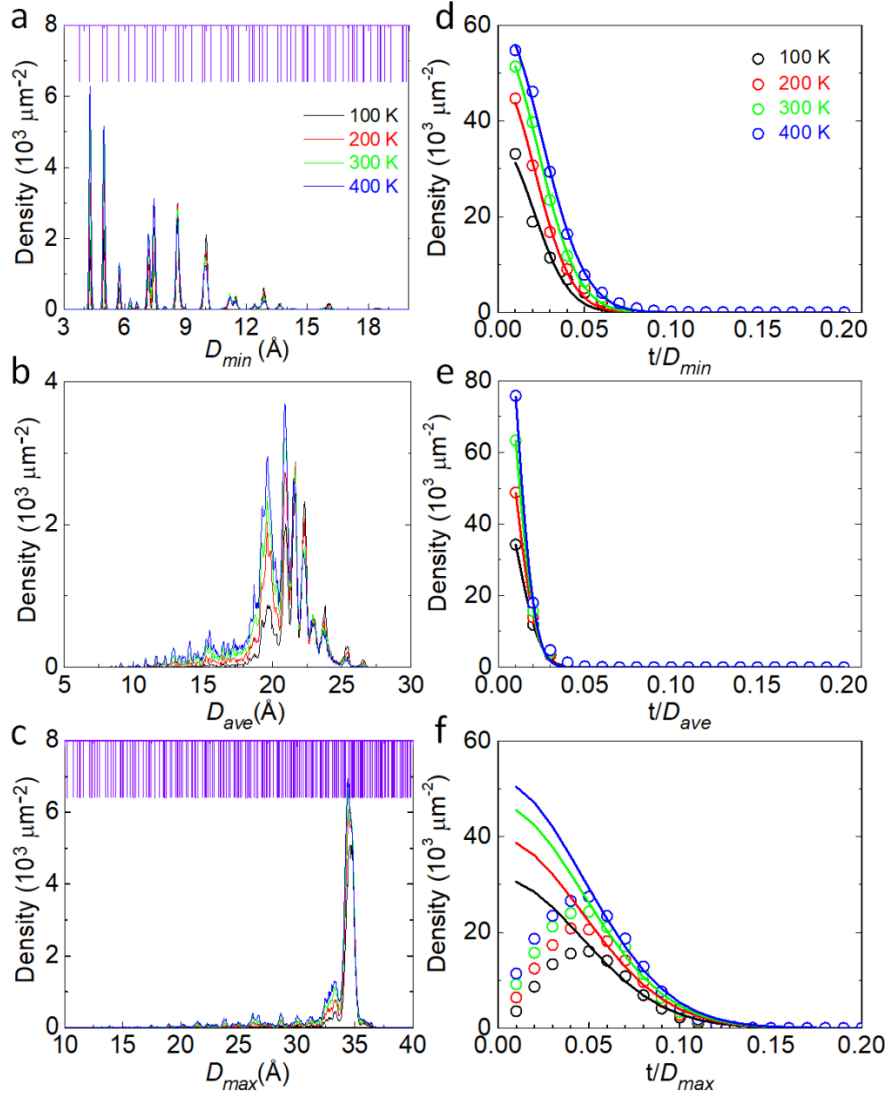 a
8
6
4
2
0
Density (10³ μm⁻²)
100 K
200 K
300 K
400 K
3 6 9 12 15 18
D_min (Å)
b
4
2
0
Density (10³ μm⁻²)
5 10 15 20 25 30
D_ave(Å)
c
8
6
4
2
0
Density (10³ μm⁻²)
10 15 20 25 30 35 40
D_max(Å)
d
60
40
20
0
Density (10³ μm⁻²)
100 K
200 K
300 K
400 K
0.00 0.05 0.10 0.15 0.20
t/D_min
e
80
60
40
20
0
Density (10³ μm⁻²)
0.00 0.05 0.10 0.15 0.20
t/D_ave
f
60
40
20
0
Density (10³ μm⁻²)
0.00 0.05 0.10 0.15 0.20
t/D_max